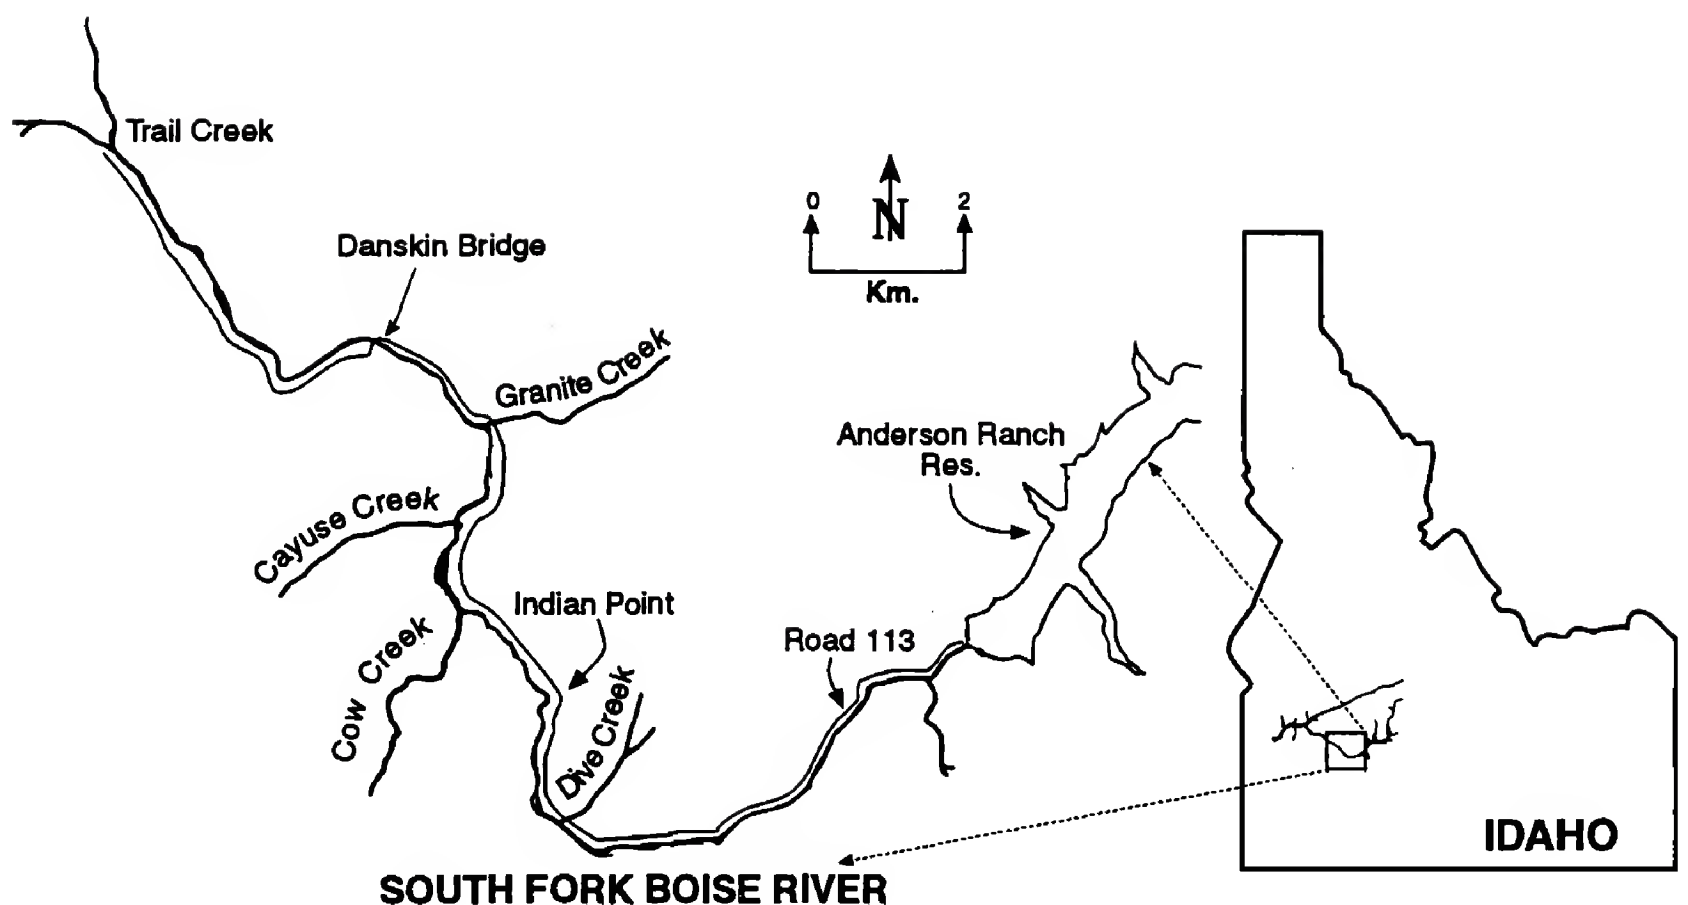 Trail Creek
Danskin Bridge
0
N
2
Km.
Granite Creek
Anderson Ranch
Res.
Cayuse Creek
Indian Point
Cow Creek
Road 113
Dive Creek
IDAHO
SOUTH FORK BOISE RIVER